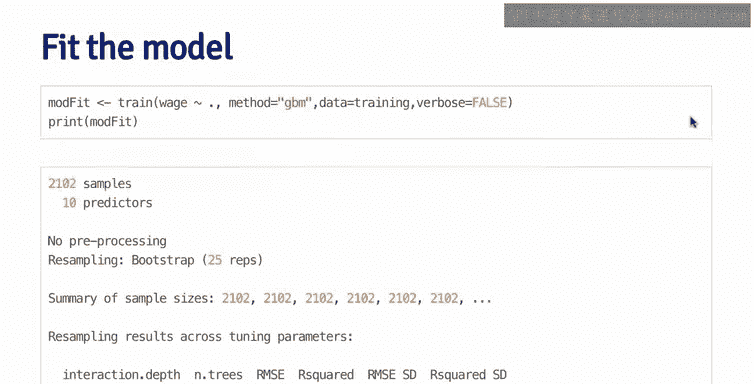 Fit the model
modFit <- train(wage ~ ., method="gbm",data=training,verbose=FALSE)
print(modFit)
2102 samples
10 predictors
No pre-processing
Resampling: Bootstrap (25 reps)
Summary of sample sizes: 2102, 2102, 2102, 2102, 2102, 2102, ...
Resampling results across tuning parameters:
interaction.depth n.trees RMSE Rsquared RMSE SD Rsquared SD